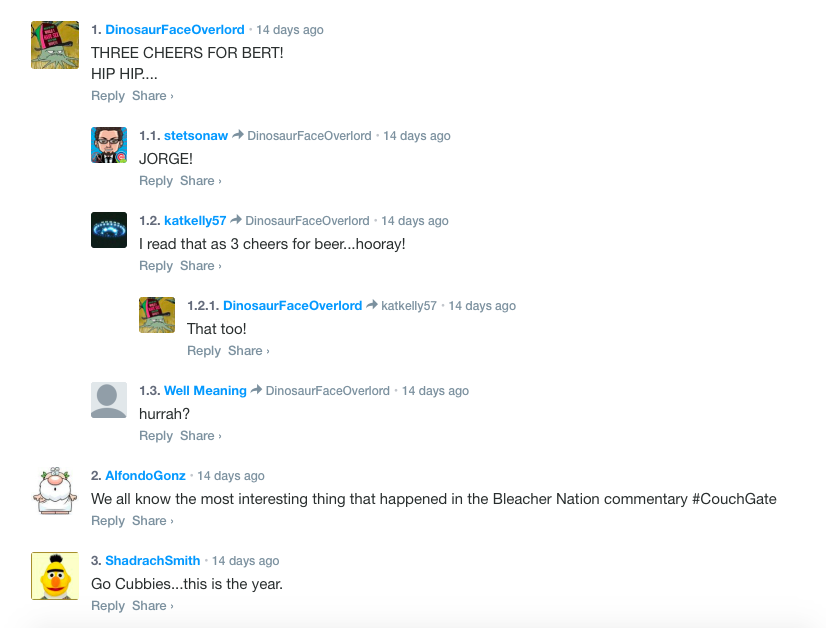 1. DinosaurFaceOverlord • 14 days ago
THREE CHEERS FOR BERT!
HIP HIP....
Reply Share ›
1.1. stetsonaw DinosaurFaceOverlord • 14 days ago
JORGE!
Reply Share ›
1.2. katkelly57 DinosaurFaceOverlord • 14 days ago
I read that as 3 cheers for beer...hooray!
Reply Share ›
1.2.1. DinosaurFaceOverlord katkelly57 • 14 days ago
That too!
Reply Share ›
1.3. Well Meaning DinosaurFaceOverlord • 14 days ago
hurrah?
Reply Share ›
2. AlfondoGonz • 14 days ago
We all know the most interesting thing that happened in the Bleacher Nation commentary #CouchGate
Reply Share ›
3. ShadrachSmith • 14 days ago
Go Cubbies...this is the year.
Reply Share ›